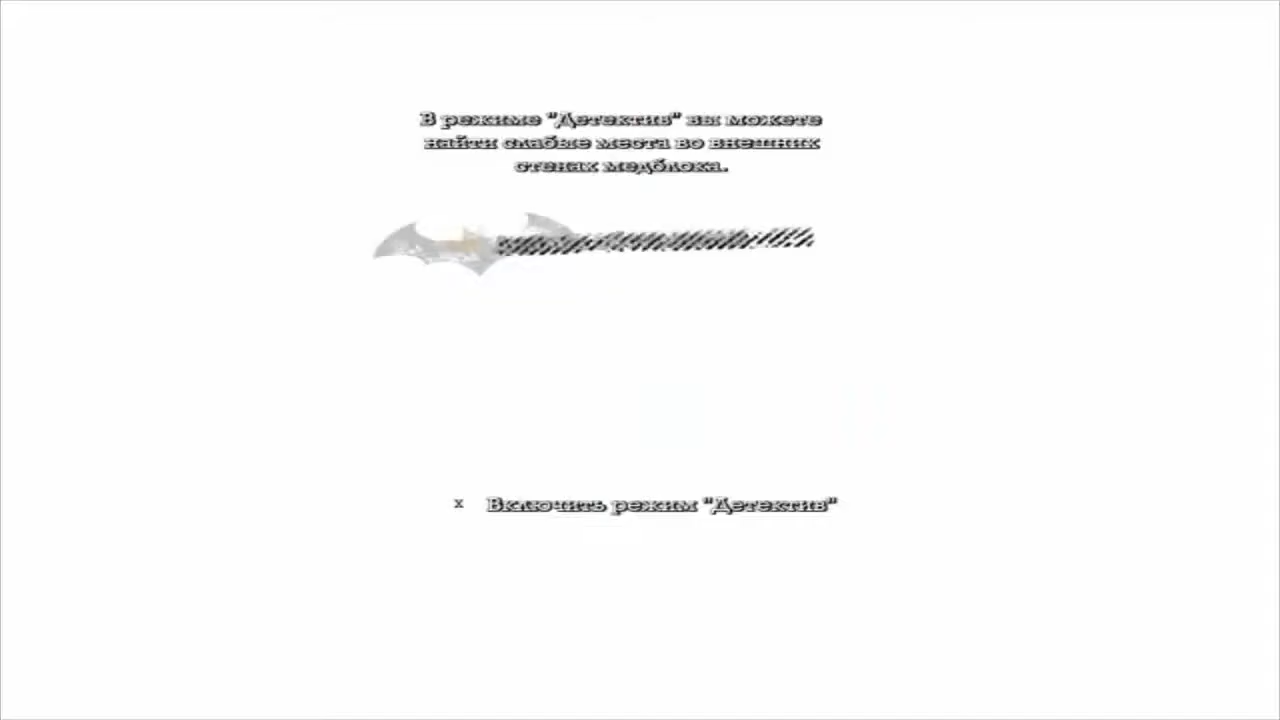 В режиме "Детектив" вы можете
найти слабые места во внешних
стенах медблока.
x Включить режим "Детектив"